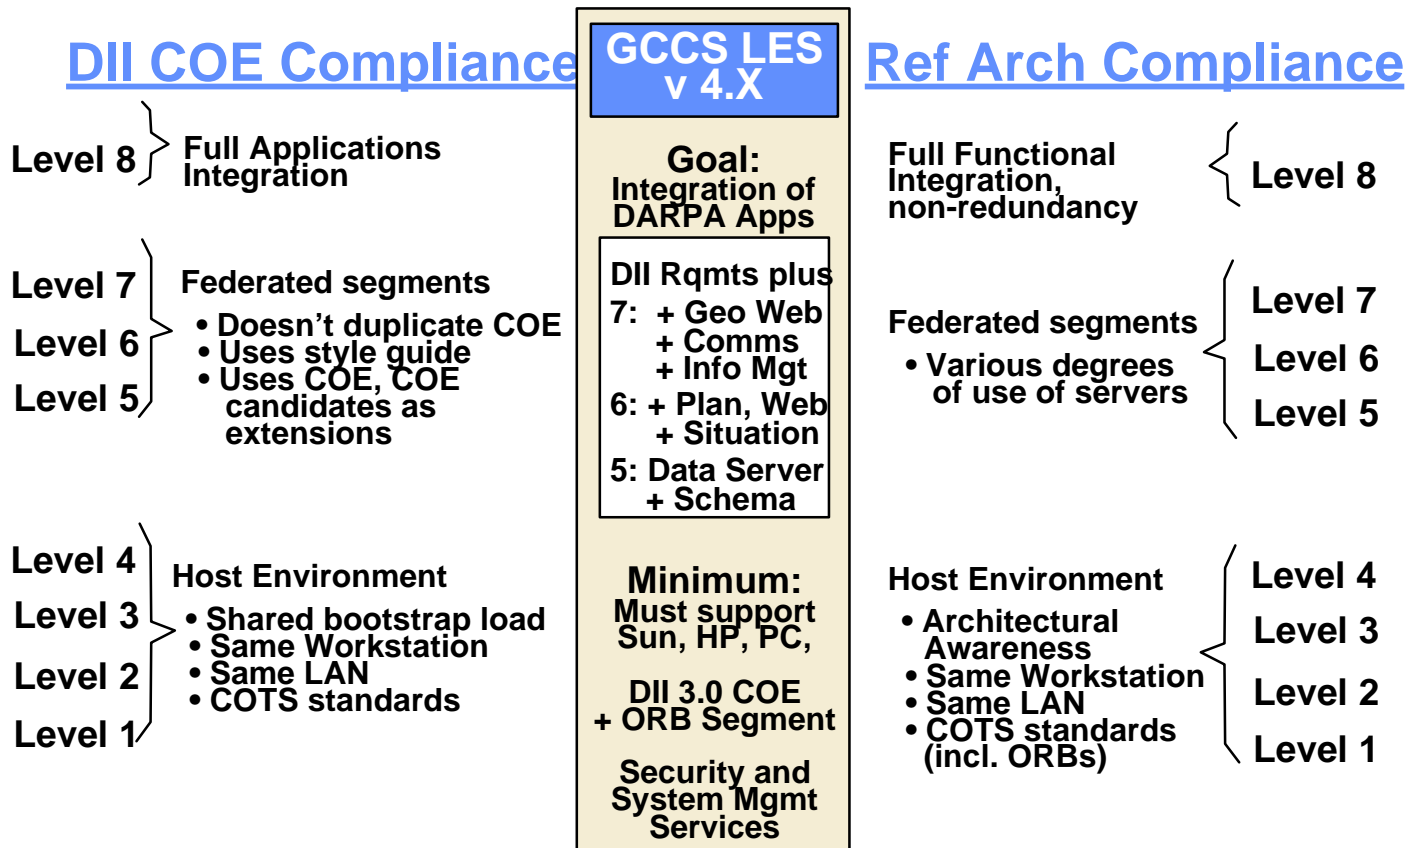 DII COE Compliance
Level 8
Full Applications
Integration
Level 7
Level 6
Level 5
Federated segments
• Doesn't duplicate COE
• Uses style guide
• Uses COE, COE
candidates as
extensions
Level 4
Level 3
Level 2
Level 1
Host Environment
• Shared bootstrap load
• Same Workstation
• Same LAN
• COTS standards
GCCS LES
v 4.X
Goal:
Integration of
DARPA Apps
DII Rqmts plus
7: + Geo Web
+ Comms
+ Info Mgt
6: + Plan, Web
+ Situation
5: Data Server
+ Schema
Minimum:
Must support
Sun, HP, PC,
DII 3.0 COE
+ ORB Segment
Security and
System Mgmt
Services
Ref Arch Compliance
Full Functional
Integration,
non-redundancy
Level 8
Federated segments
• Various degrees
of use of servers
Level 7
Level 6
Level 5
Host Environment
• Architectural
Awareness
• Same Workstation
• Same LAN
• COTS standards
(incl. ORBs)
Level 4
Level 3
Level 2
Level 1